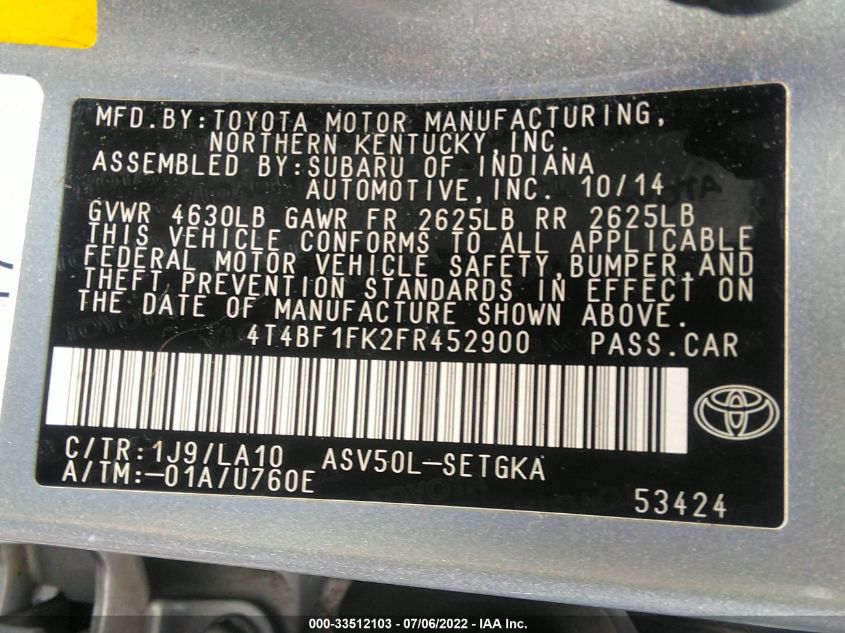 MFD.BY:TOYOTA MOTOR MANUFACTURING,
NORTHERN KENTUCKY,INC.
ASSEMBLED BY:SUBARU OF INDIANA
AUTOMOTIVE,INC. 10/14
GVWR 4630LB GAWR FR 2625LB RR 2625LB
THIS VEHICLE CONFORMS TO ALL APPLICABLE
FEDERAL MOTOR VEHICLE SAFETY,BUMPER,AND
THEFT PREVENTION STANDARDS IN EFFECT ON
THE DATE OF MANUFACTURE SHOWN ABOVE.
4T4BF1FK2FR452900 PASS.CAR
C/TR:1J9/LA10 ASV50L-SETGKA
A/TM:-01A/U760E
53424
000-33512103 - 07/06/2022 - IAA Inc.